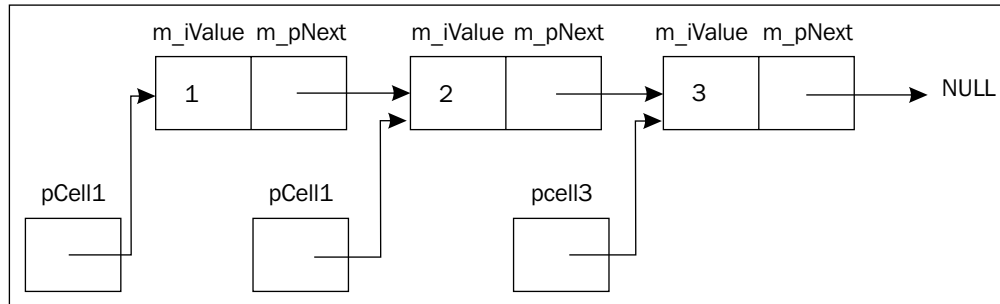 m_iValue m_pNext m_iValue m_pNext m_iValue m_pNext
1 2 3 NULL
pCell1 pCell1 pcell3